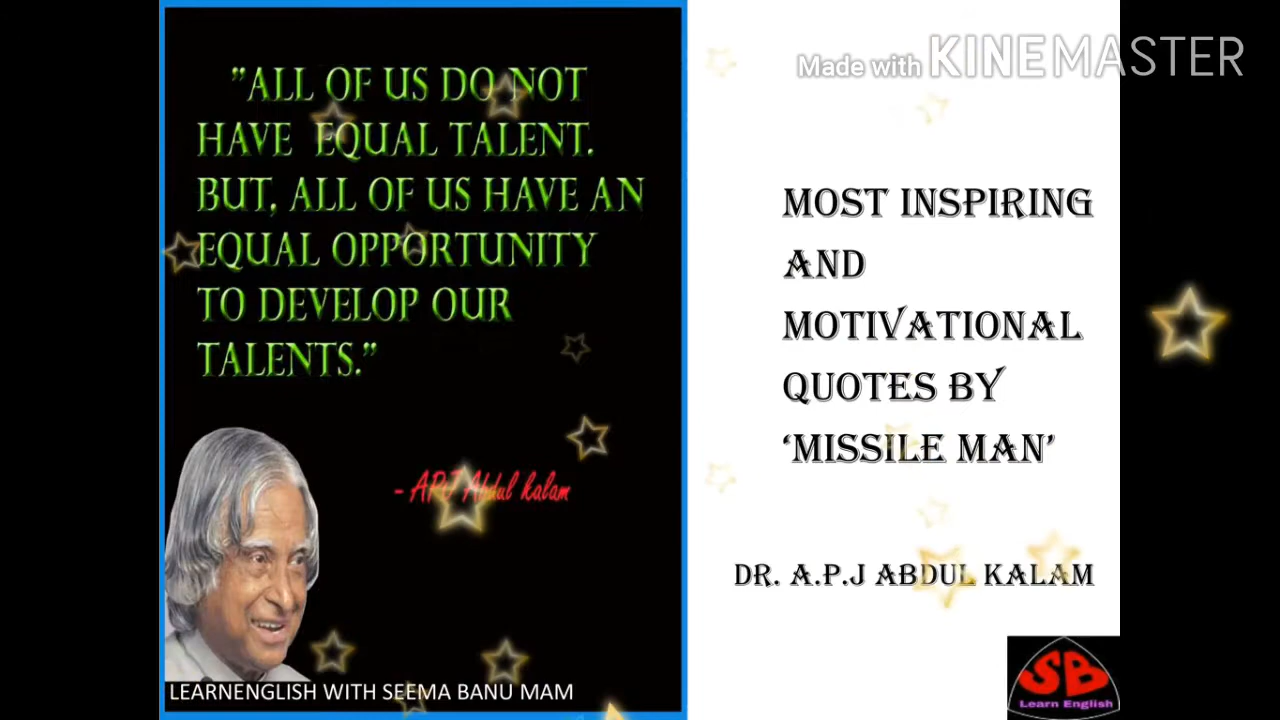 "ALL OF US DO NOT
HAVE EQUAL TALENT.
BUT, ALL OF US HAVE AN
EQUAL OPPORTUNITY
TO DEVELOP OUR
TALENTS."
- APJ Abdul kalam
LEARNENGLISH WITH SEEMA BANU MAM
Made with KINEMASTER
MOST INSPIRING
AND
MOTIVATIONAL
QUOTES BY
‘MISSILE MAN’
DR. A.P.J ABDUL KALAM
SB
Learn English